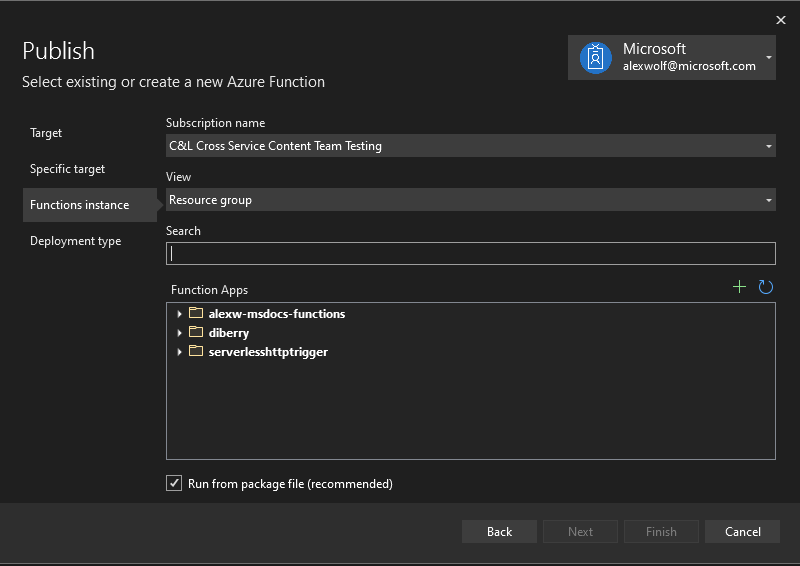 Publish
Select existing or create a new Azure Function
Microsoft
alexwolf@microsoft.com
Target
Specific target
Functions instance
Deployment type
Subscription name
C&L Cross Service Content Team Testing
View
Resource group
Search
Function Apps
alexw-msdocs-functions
diberry
serverlesshttptrigger
Run from package file (recommended)
Back
Next
Finish
Cancel